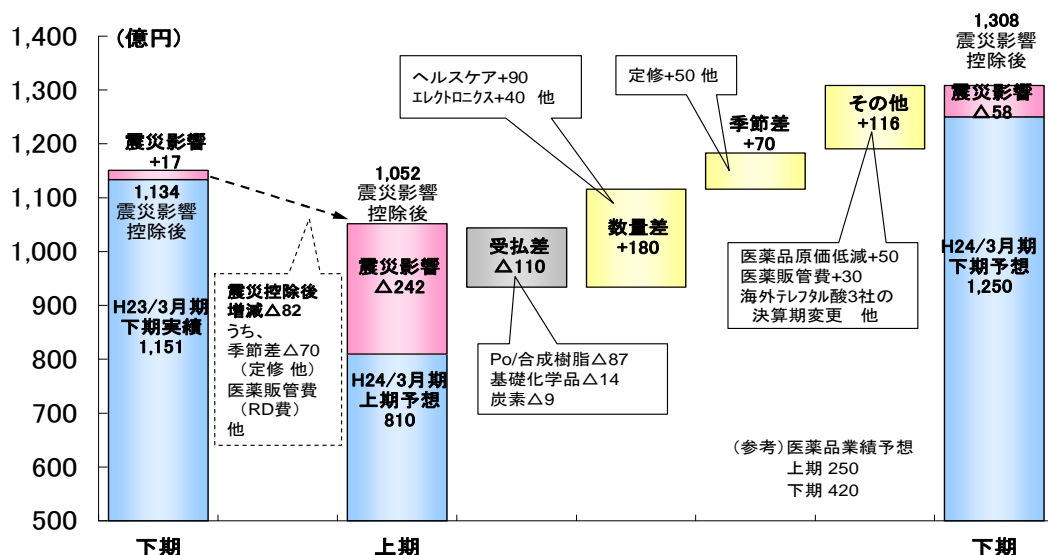 (億円)
1,400
1,300
1,200
1,100
1,000
900
800
700
600
500
震災影響
+17
1,134
震災影響
控除後
H23/3月期
下期実績
1,151
下期
震災控除後
増減△82
うち、
季節差△70
(定修 他)
医薬販管費
(RD費)
他
1,052
震災影響
控除後
震災影響
△242
H24/3月期
上期予想
810
上期
受払差
△110
Po/合成樹脂△87
基礎化学品△14
炭素△9
ヘルスケア+90
エレクトロニクス+40 他
数量差
+180
定修+50 他
季節差
+70
その他
+116
医薬品原価低減+50
医薬販管費+30
海外テレフタル酸3社の
決算期変更 他
(参考)医薬品業績予想
上期 250
下期 420
1,308
震災影響
控除後
震災影響
△58
H24/3月期
下期予想
1,250
下期